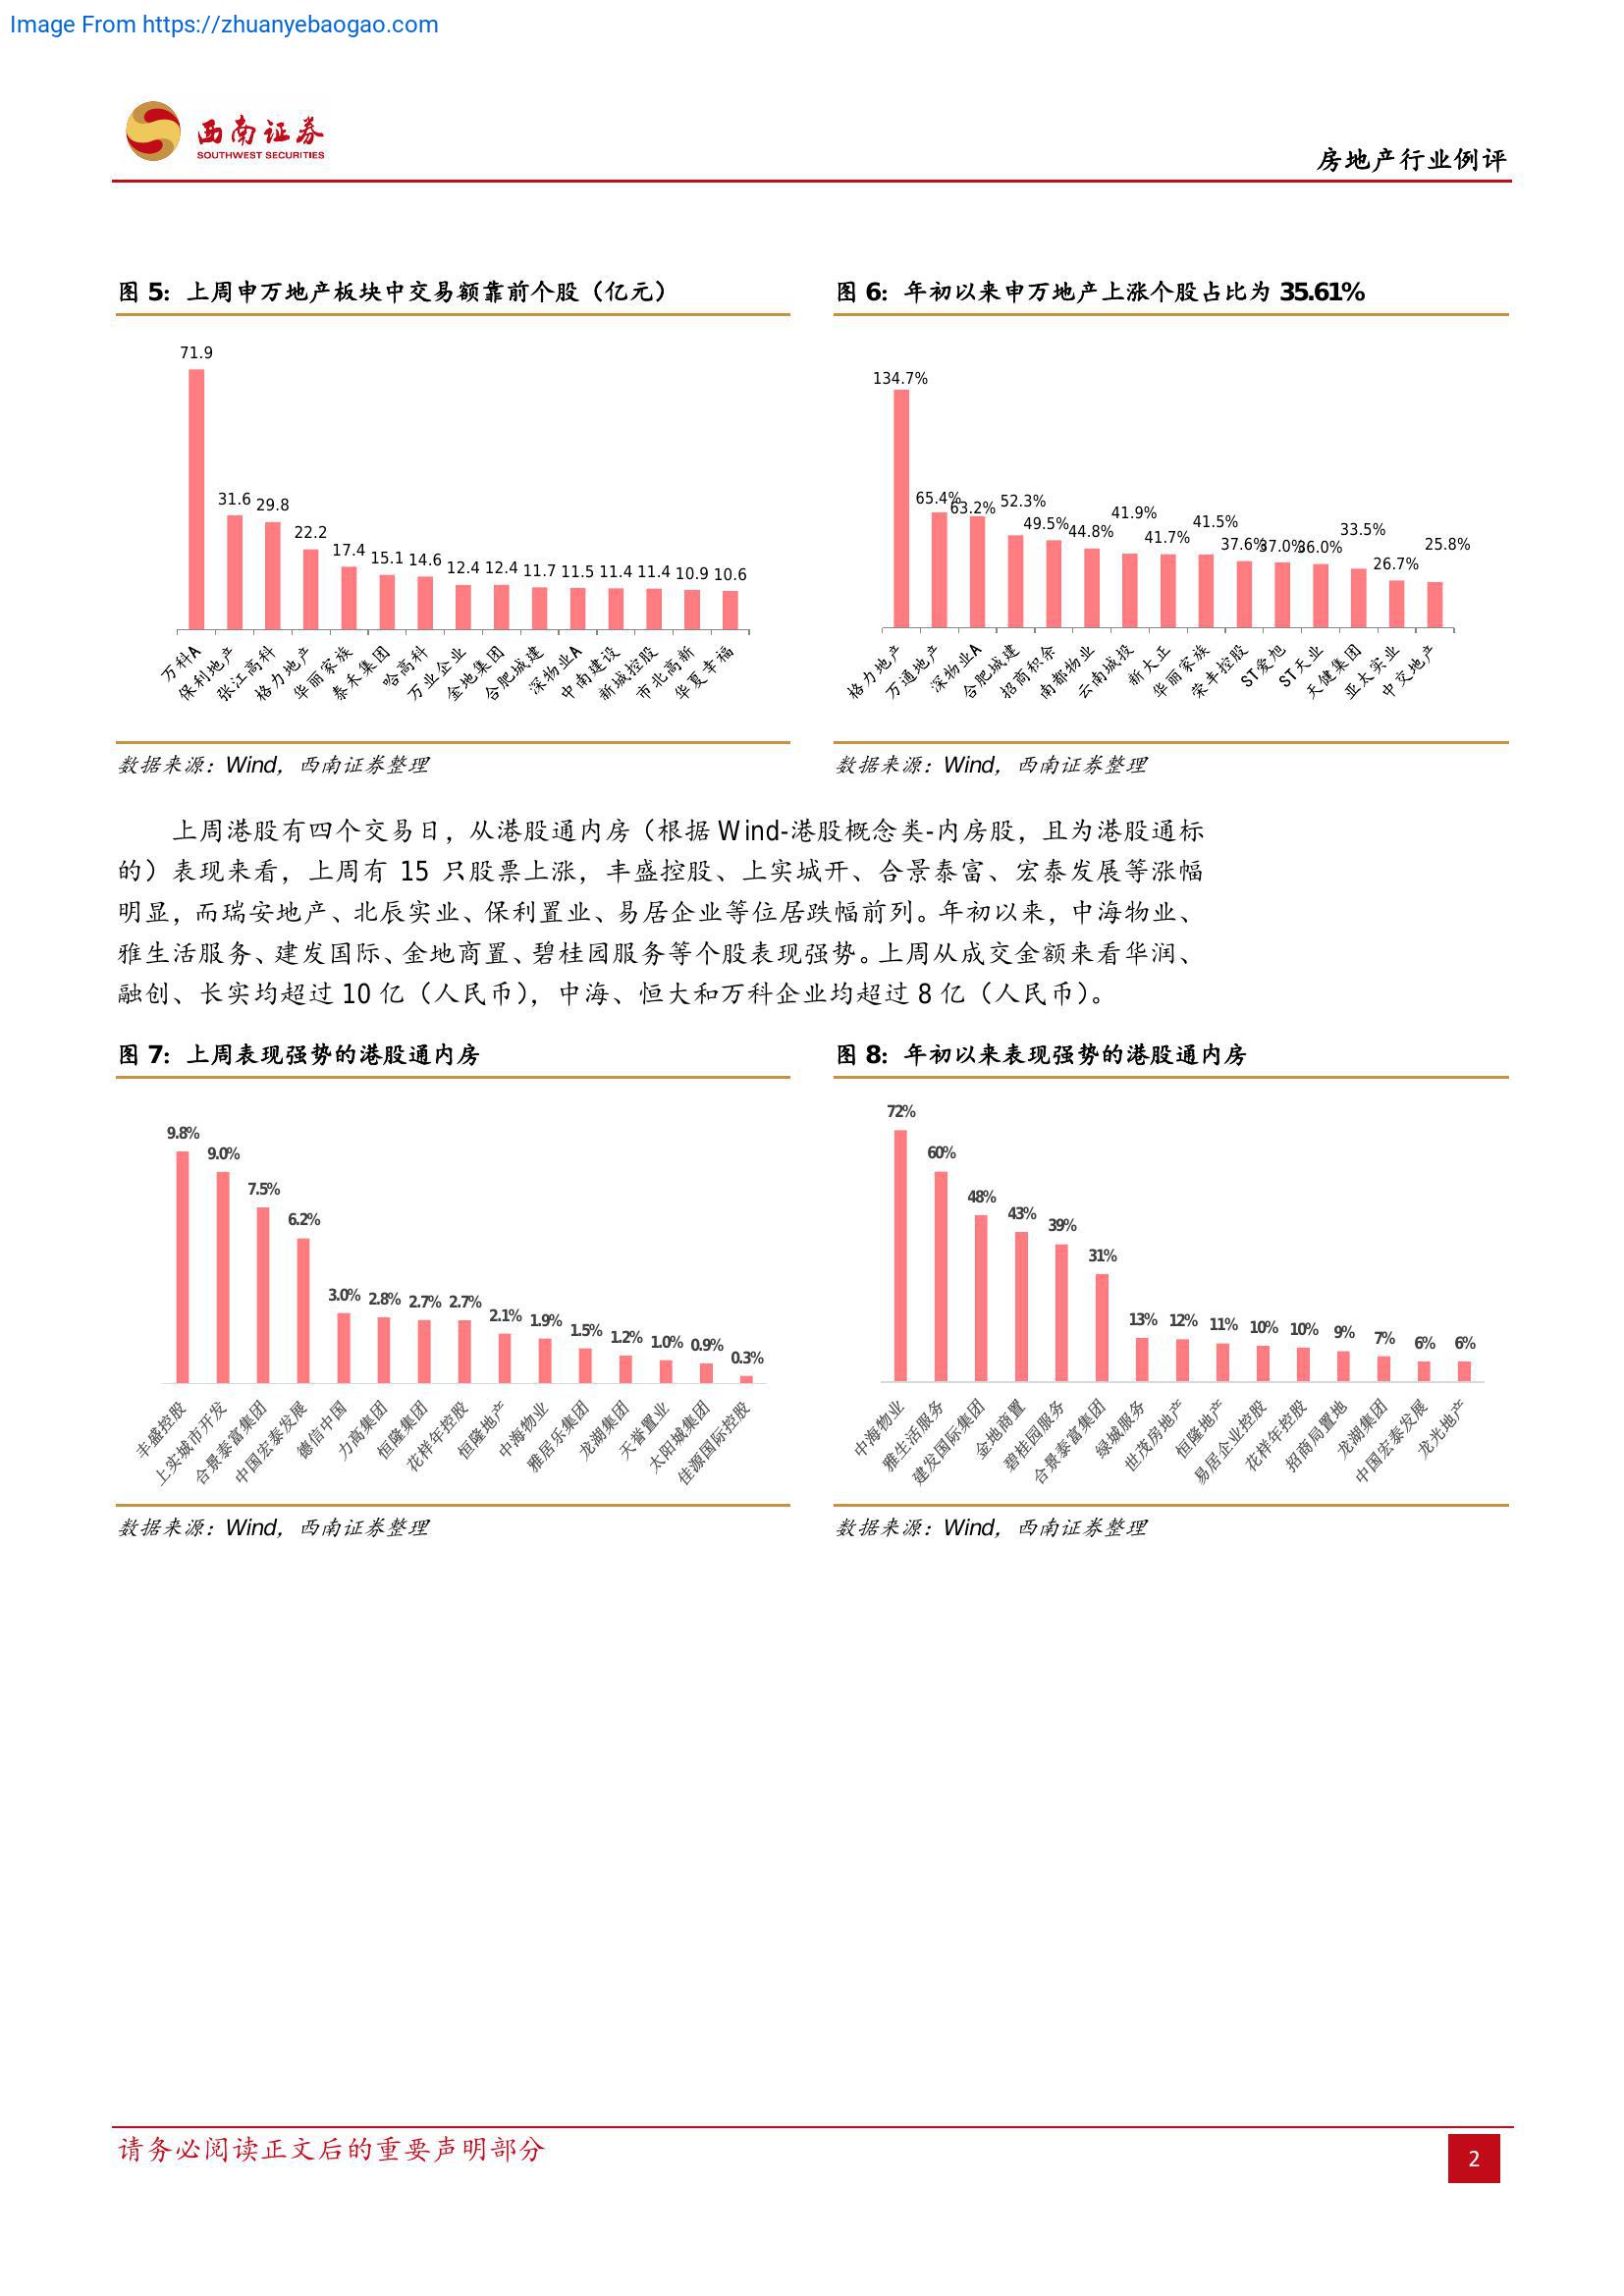 Image From https://zhuanyebaogao.com
西南证券
SOUTHWEST SECURITIES
房地产行业例评
图 5：上周申万地产板块中交易额靠前个股（亿元）
71.9
31.6
29.8
22.2
17.4
15.1
14.6
12.4
12.4
11.7
11.5
11.4
11.4
10.9
10.6
万科A
保利地产
张江高科
格力地产
华丽家族
泰禾集团
哈高科
万业企业
金地集团
合肥城建
深物业A
中南建设
新城控股
市北高新
华夏幸福
数据来源：Wind，西南证券整理
图 6：年初以来申万地产上涨个股占比为 35.61%
134.7%
65.4%
63.2%
52.3%
49.5%
44.8%
41.9%
41.7%
41.5%
37.6%
37.0%
36.0%
33.5%
26.7%
25.8%
格力地产
万通地产
深物业A
合肥城建
招商积余
南都物业
云南城投
新大正
华丽家族
荣丰控股
ST爱旭
ST天业
天健集团
亚太实业
中交地产
数据来源：Wind，西南证券整理
上周港股有四个交易日，从港股通内房（根据 Wind-港股概念类-内房股，且为港股通标
的）表现来看，上周有 15 只股票上涨，丰盛控股、上实城开、合景泰富、宏泰发展等涨幅
明显，而瑞安地产、北辰实业、保利置业、易居企业等位居跌幅前列。年初以来，中海物业、
雅生活服务、建发国际、金地商置、碧桂园服务等个股表现强势。上周从成交金额来看华润、
融创、长实均超过 10 亿（人民币），中海、恒大和万科企业均超过 8 亿（人民币）。
图 7：上周表现强势的港股通内房
9.8%
9.0%
7.5%
6.2%
3.0%
2.8%
2.7%
2.7%
2.1%
1.9%
1.5%
1.2%
1.0%
0.9%
0.3%
丰盛控股
上实城市开发
合景泰富集团
中国宏泰发展
德信中国
力高集团
恒隆集团
花样年控股
恒隆地产
中海物业
雅居乐集团
龙湖集团
天誉置业
太阳城集团
佳源国际控股
数据来源：Wind，西南证券整理
图 8：年初以来表现强势的港股通内房
72%
60%
48%
43%
39%
31%
13%
12%
11%
10%
10%
9%
7%
6%
6%
中海物业
雅生活服务
建发国际集团
金地商置
碧桂园服务
合景泰富集团
绿城服务
世茂房地产
恒隆地产
易居企业控股
花样年控股
招商局置地
龙湖集团
中国宏泰发展
龙光地产
数据来源：Wind，西南证券整理
请务必阅读正文后的重要声明部分
2